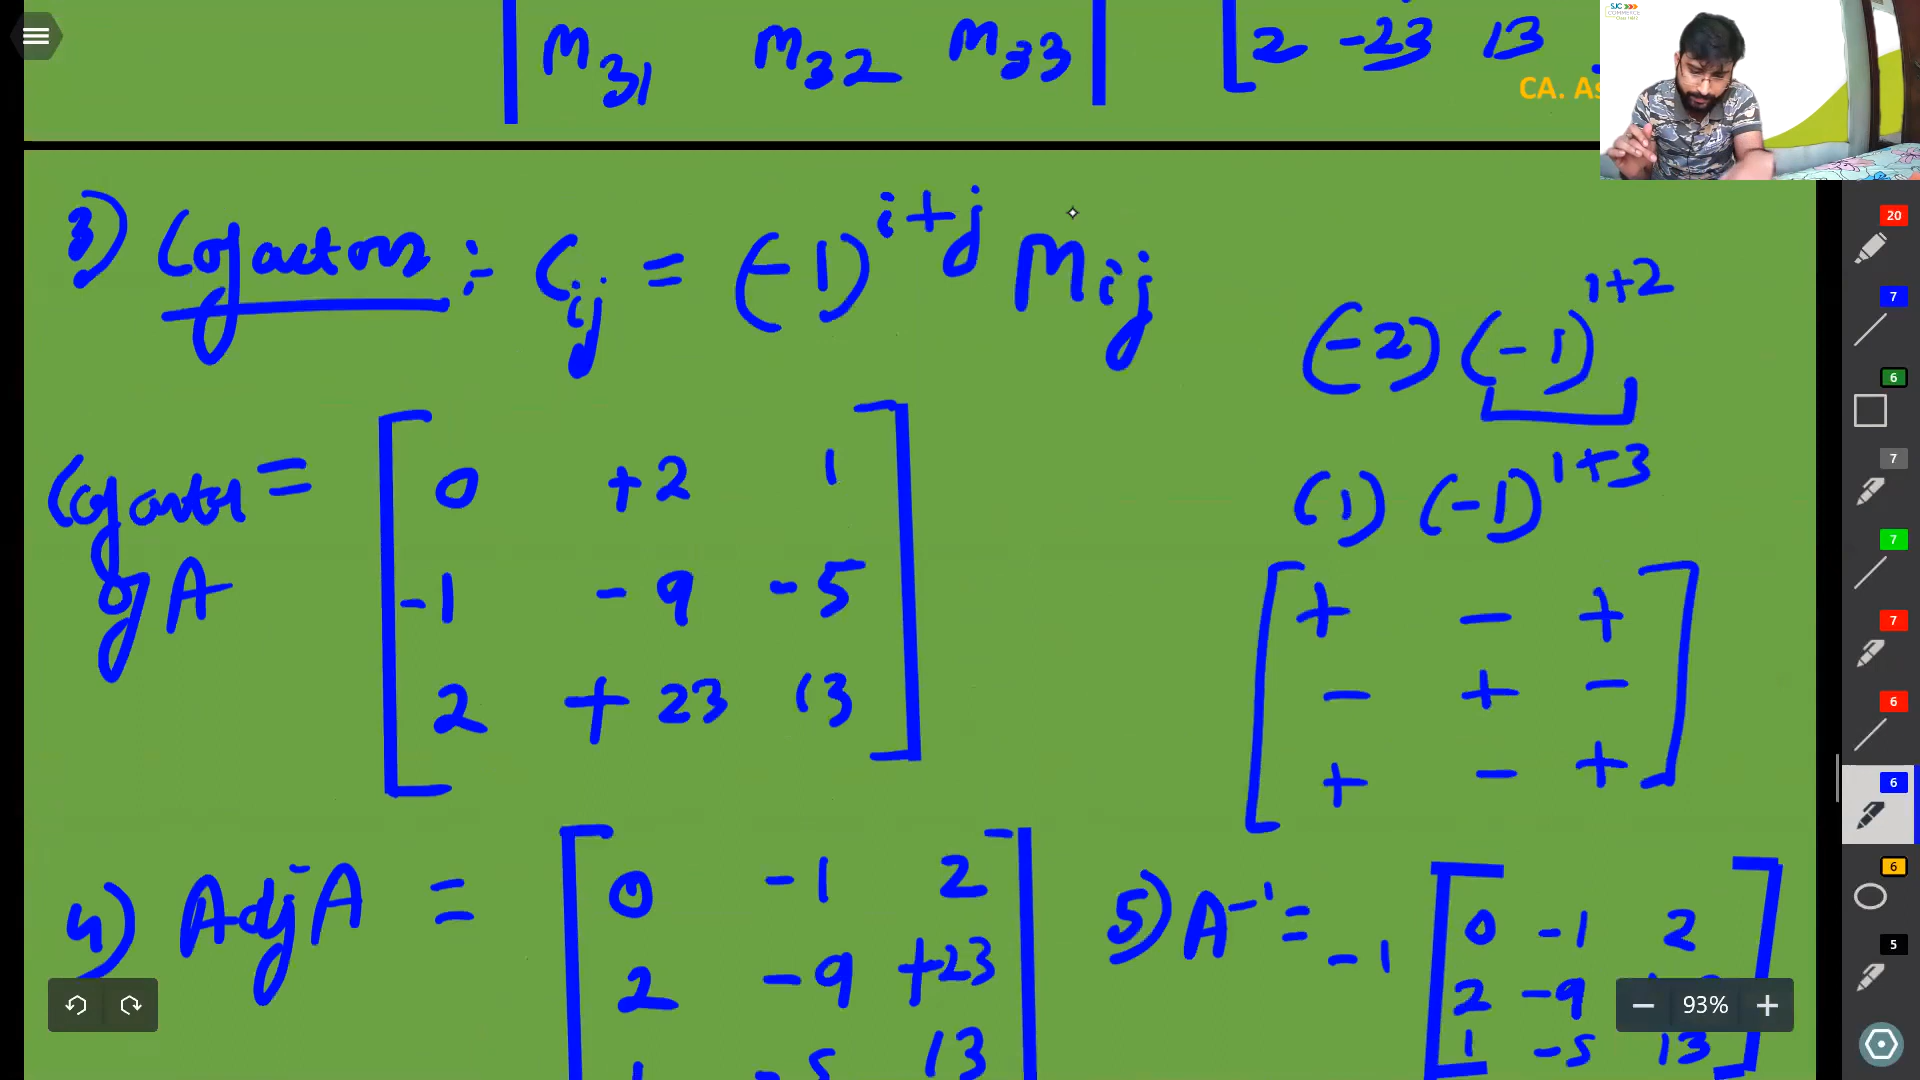 M31 M32 M33
2 -23 13
CA. As
SJC
COMMERCE
3) Cofactors :- Cij = (-1)^i+j Mij
(-2) (-1)^1+2
(1) (-1)^1+3
Cofactor =
of A
0 +2 1
-1 -9 -5
2 +23 13
+ - +
- + -
+ - +
4) Adj A =
0 -1 2
2 -9 +23
-5 13
5) A^-1 = -1
0 -1 2
2 -9
1 -5 13
93%
20
7
6
7
7
7
6
6
6
5